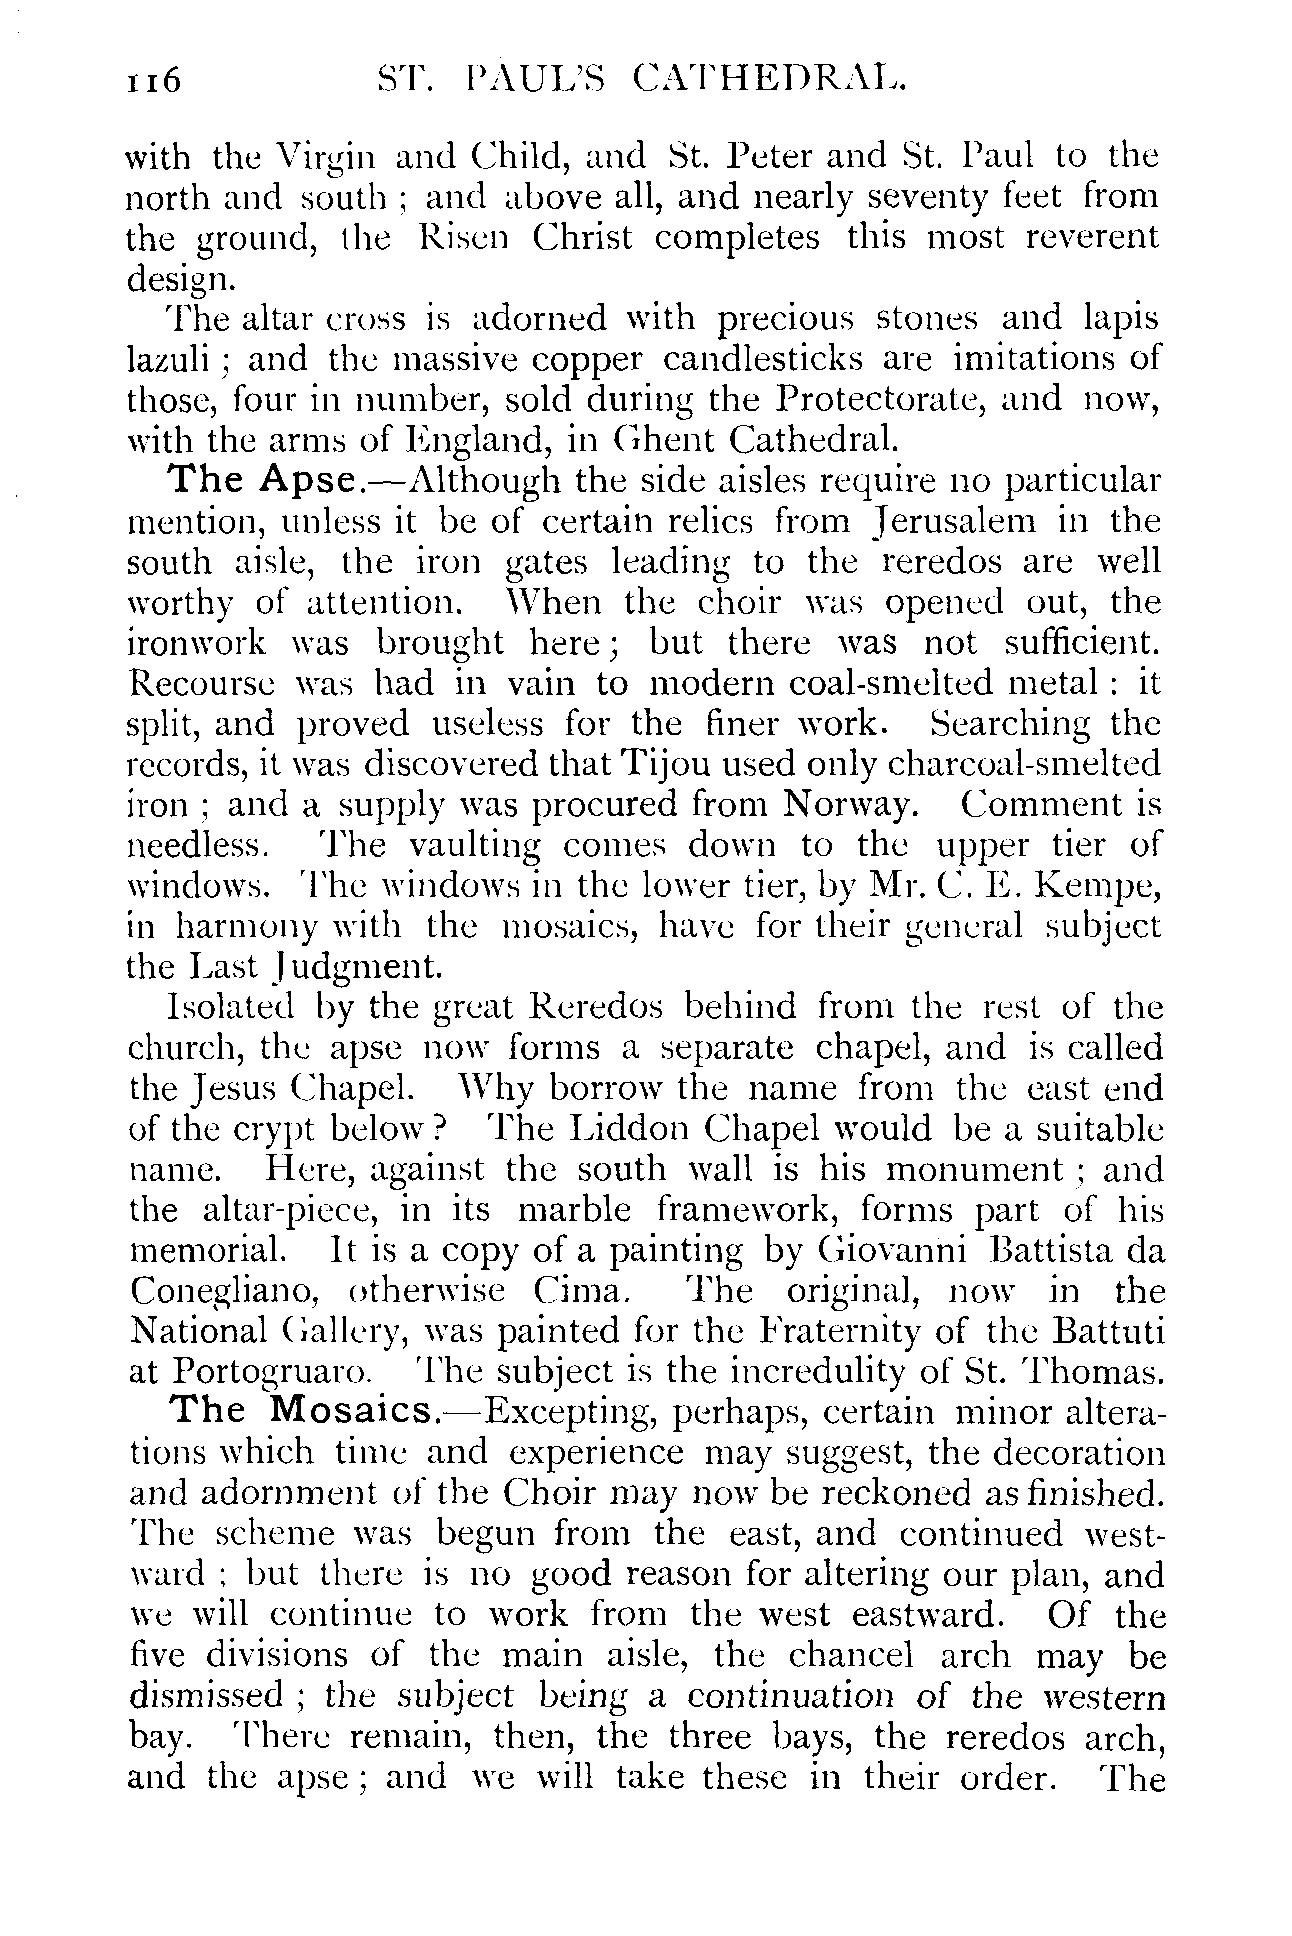 116 ST. PAUL'S CATHEDRAL.
with the Virgin and Child, and St. Peter and St. Paul to the
north and south ; and above all, and nearly seventy feet from
the ground, the Risen Christ completes this most reverent
design.
The altar cross is adorned with precious stones and lapis
lazuli ; and the massive copper candlesticks are imitations of
those, four in number, sold during the Protectorate, and now,
with the arms of England, in Ghent Cathedral.
The Apse.—Although the side aisles require no particular
mention, unless it be of certain relics from Jerusalem in the
south aisle, the iron gates leading to the reredos are well
worthy of attention. When the choir was opened out, the
ironwork was brought here ; but there was not sufficient.
Recourse was had in vain to modern coal-smelted metal : it
split, and proved useless for the finer work. Searching the
records, it was discovered that Tijou used only charcoal-smelted
iron ; and a supply was procured from Norway. Comment is
needless. The vaulting comes down to the upper tier of
windows. The windows in the lower tier, by Mr. C. E. Kempe,
in harmony with the mosaics, have for their general subject
the Last Judgment.
Isolated by the great Reredos behind from the rest of the
church, the apse now forms a separate chapel, and is called
the Jesus Chapel. Why borrow the name from the east end
of the crypt below ? The Liddon Chapel would be a suitable
name. Here, against the south wall is his monument ; and
the altar-piece, in its marble framework, forms part of his
memorial. It is a copy of a painting by Giovanni Battista da
Conegliano, otherwise Cima. The original, now in the
National Gallery, was painted for the Fraternity of the Battuti
at Portogruaro. The subject is the incredulity of St. Thomas.
The Mosaics.—Excepting, perhaps, certain minor altera-
tions which time and experience may suggest, the decoration
and adornment of the Choir may now be reckoned as finished.
The scheme was begun from the east, and continued west-
ward ; but there is no good reason for altering our plan, and
we will continue to work from the west eastward. Of the
five divisions of the main aisle, the chancel arch may be
dismissed ; the subject being a continuation of the western
bay. There remain, then, the three bays, the reredos arch,
and the apse ; and we will take these in their order. The